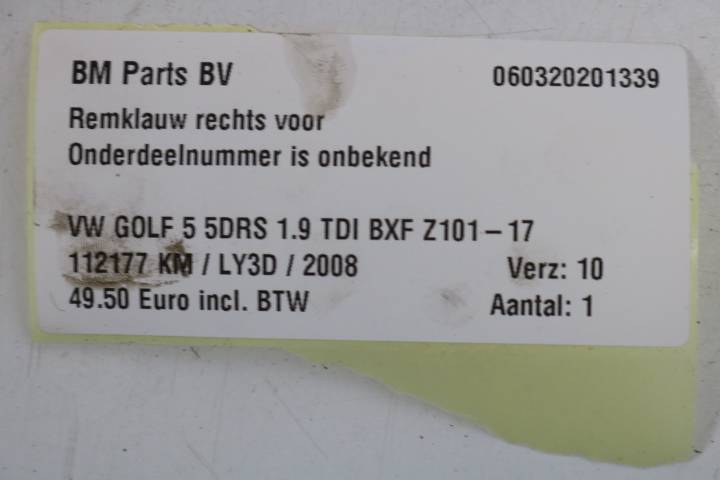 BM Parts BV 060320201339
Remklauw rechts voor
Onderdeelnummer is onbekend
VW GOLF 5 5DRS 1.9 TDI BXF Z101-17
112177 KM / LY3D / 2008 Verz: 10
49.50 Euro incl. BTW Aantal: 1